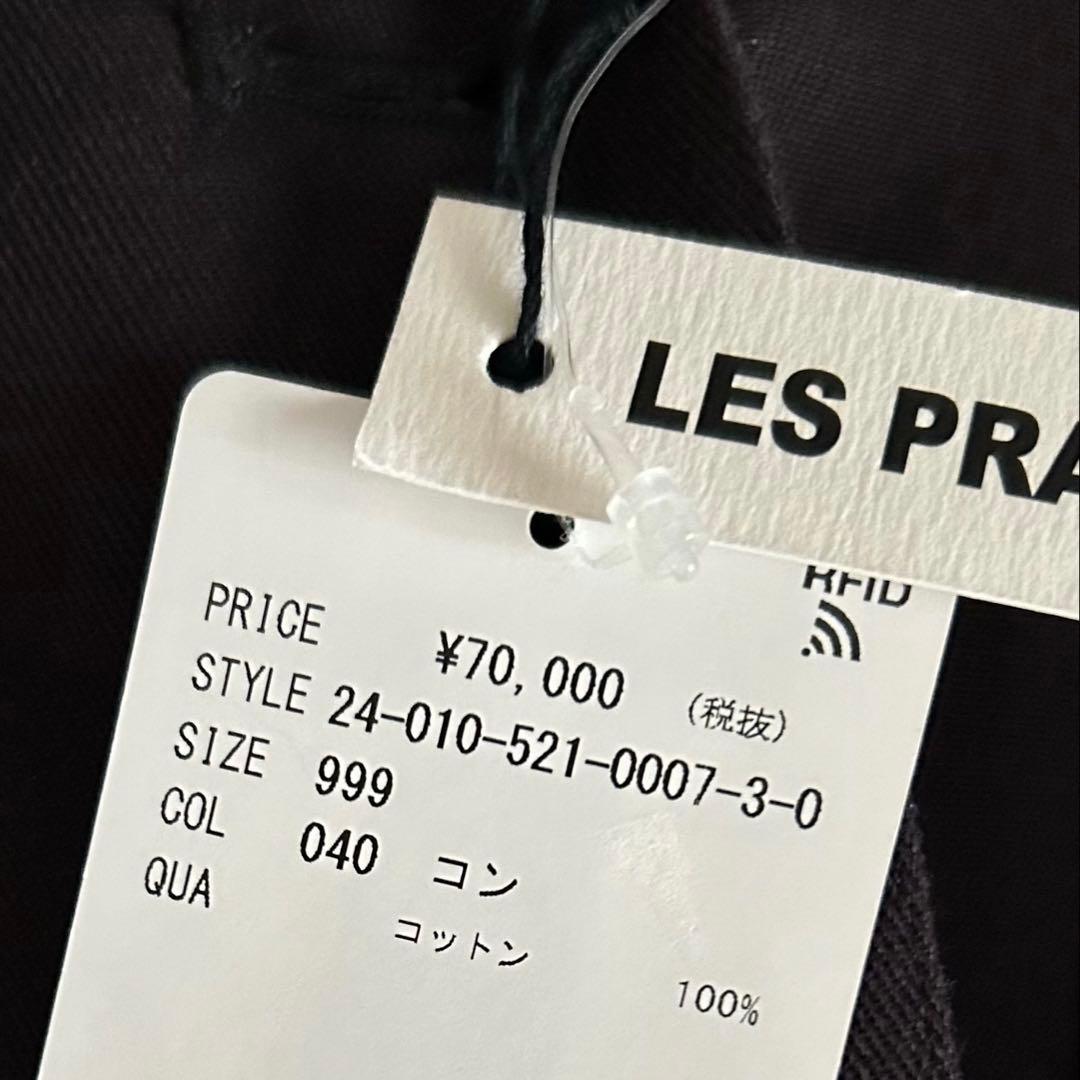 LES PRA
RFID
PRICE ¥70,000 (税抜)
STYLE 24-010-521-0007-3-0
SIZE 999
COL 040 コン
QUA
コットン
100%